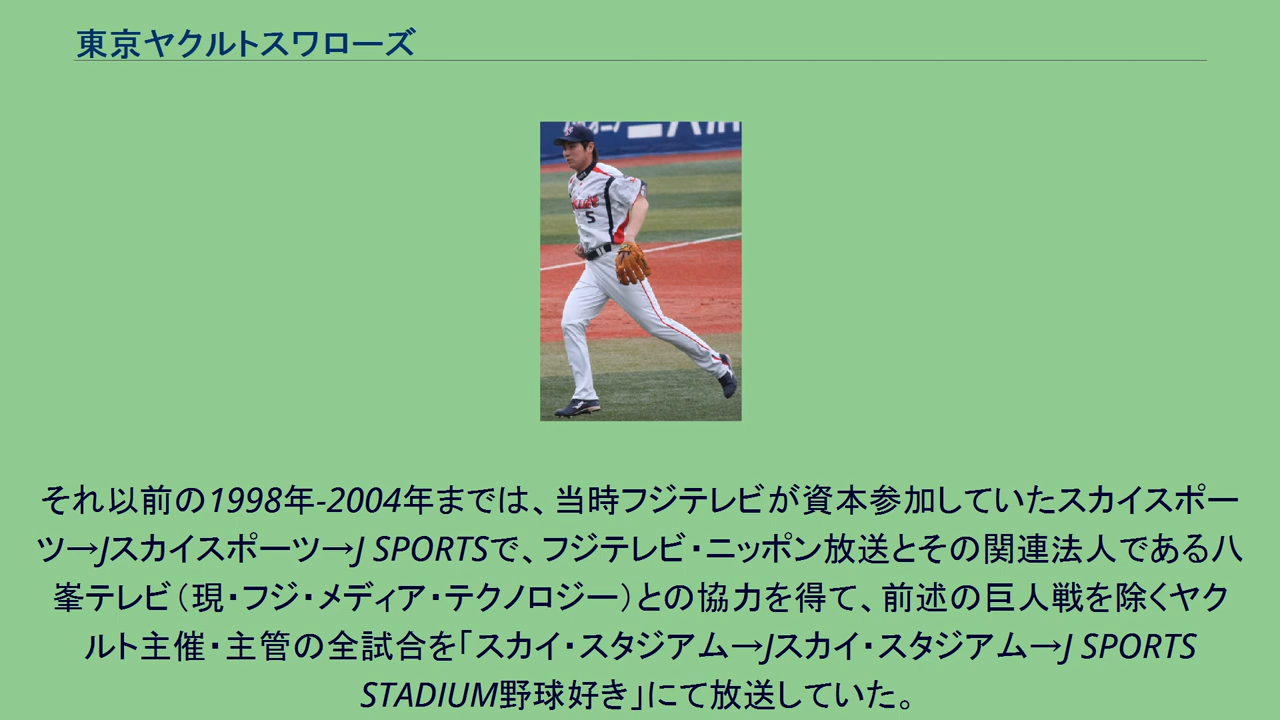 東京ヤクルトスワローズ
5
それ以前の1998年-2004年までは、当時フジテレビが資本参加していたスカイスポー
ツ→Jスカイスポーツ→J SPORTSで、フジテレビ・ニッポン放送とその関連法人である八
峯テレビ（現・フジ・メディア・テクノロジー）との協力を得て、前述の巨人戦を除くヤク
ルト主催・主管の全試合を「スカイ・スタジアム→Jスカイ・スタジアム→J SPORTS
STADIUM野球好き」にて放送していた。